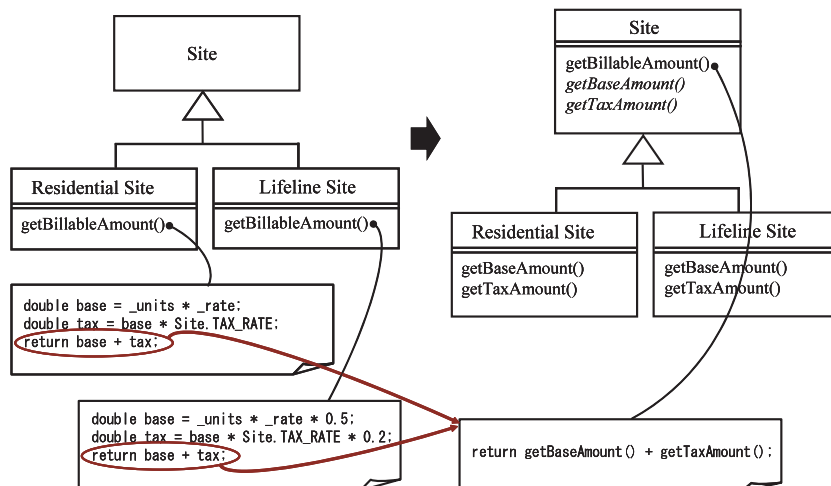 Site
Residential Site
getBillableAmount()
Lifeline Site
getBillableAmount()
double base = _units * _rate;
double tax = base * Site.TAX_RATE;
return base + tax;
double base = _units * _rate * 0.5;
double tax = base * Site.TAX_RATE * 0.2;
return base + tax;
Site
getBillableAmount()
getBaseAmount()
getTaxAmount()
Residential Site
getBaseAmount()
getTaxAmount()
Lifeline Site
getBaseAmount()
getTaxAmount()
return getBaseAmount() + getTaxAmount();